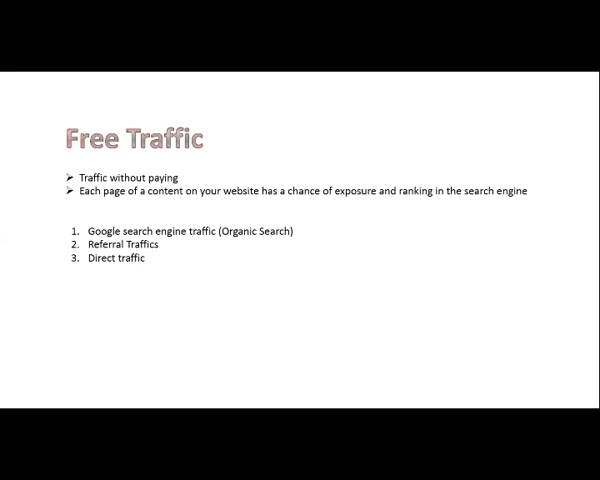 Free Traffic
➢ Traffic without paying
➢ Each page of a content on your website has a chance of exposure and ranking in the search engine
1. Google search engine traffic (Organic Search)
2. Referral Traffics
3. Direct traffic